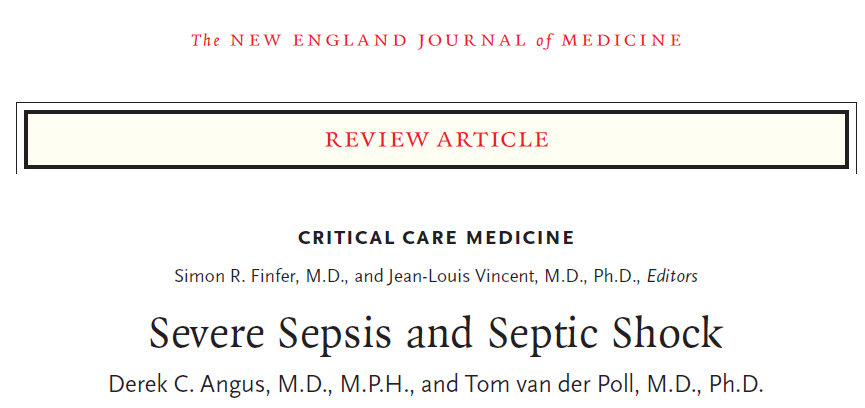 The NEW ENGLAND JOURNAL of MEDICINE
REVIEW ARTICLE
CRITICAL CARE MEDICINE
Simon R. Finfer, M.D., and Jean-Louis Vincent, M.D., Ph.D., Editors
Severe Sepsis and Septic Shock
Derek C. Angus, M.D., M.P.H., and Tom van der Poll, M.D., Ph.D.